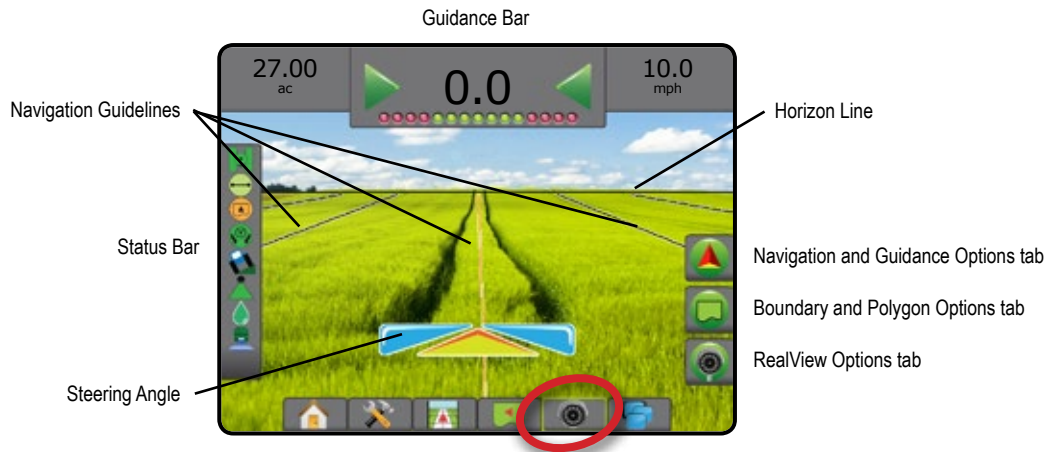 Guidance Bar
27.00
ac
0.0
10.0
mph
Navigation Guidelines
Horizon Line
Status Bar
Navigation and Guidance Options tab
Boundary and Polygon Options tab
RealView Options tab
Steering Angle